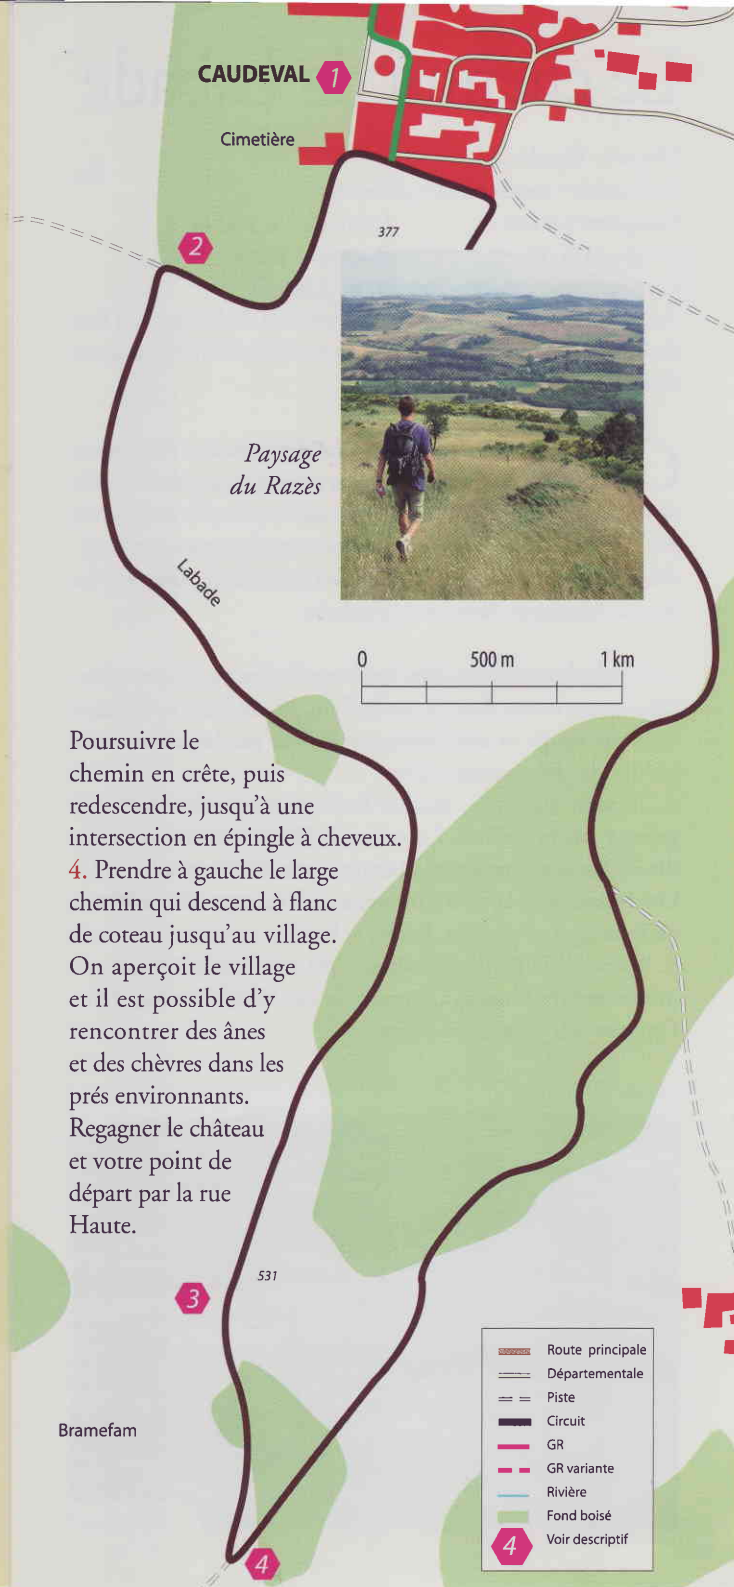 CAUDEVAL 1
Cimetière
2
377
Paysage
du Razès
Labade
0 500 m 1 km
Poursuivre le
chemin en crête, puis
redescendre, jusqu'à une
intersection en épingle à cheveux.
4. Prendre à gauche le large
chemin qui descend à flanc
de coteau jusqu'au village.
On aperçoit le village
et il est possible d'y
rencontrer des ânes
et des chèvres dans les
prés environnants.
Regagner le château
et votre point de
départ par la rue
Haute.
531
3
Bramefam
4
Route principale
Départementale
Piste
Circuit
GR
GR variante
Rivière
Fond boisé
4 Voir descriptif